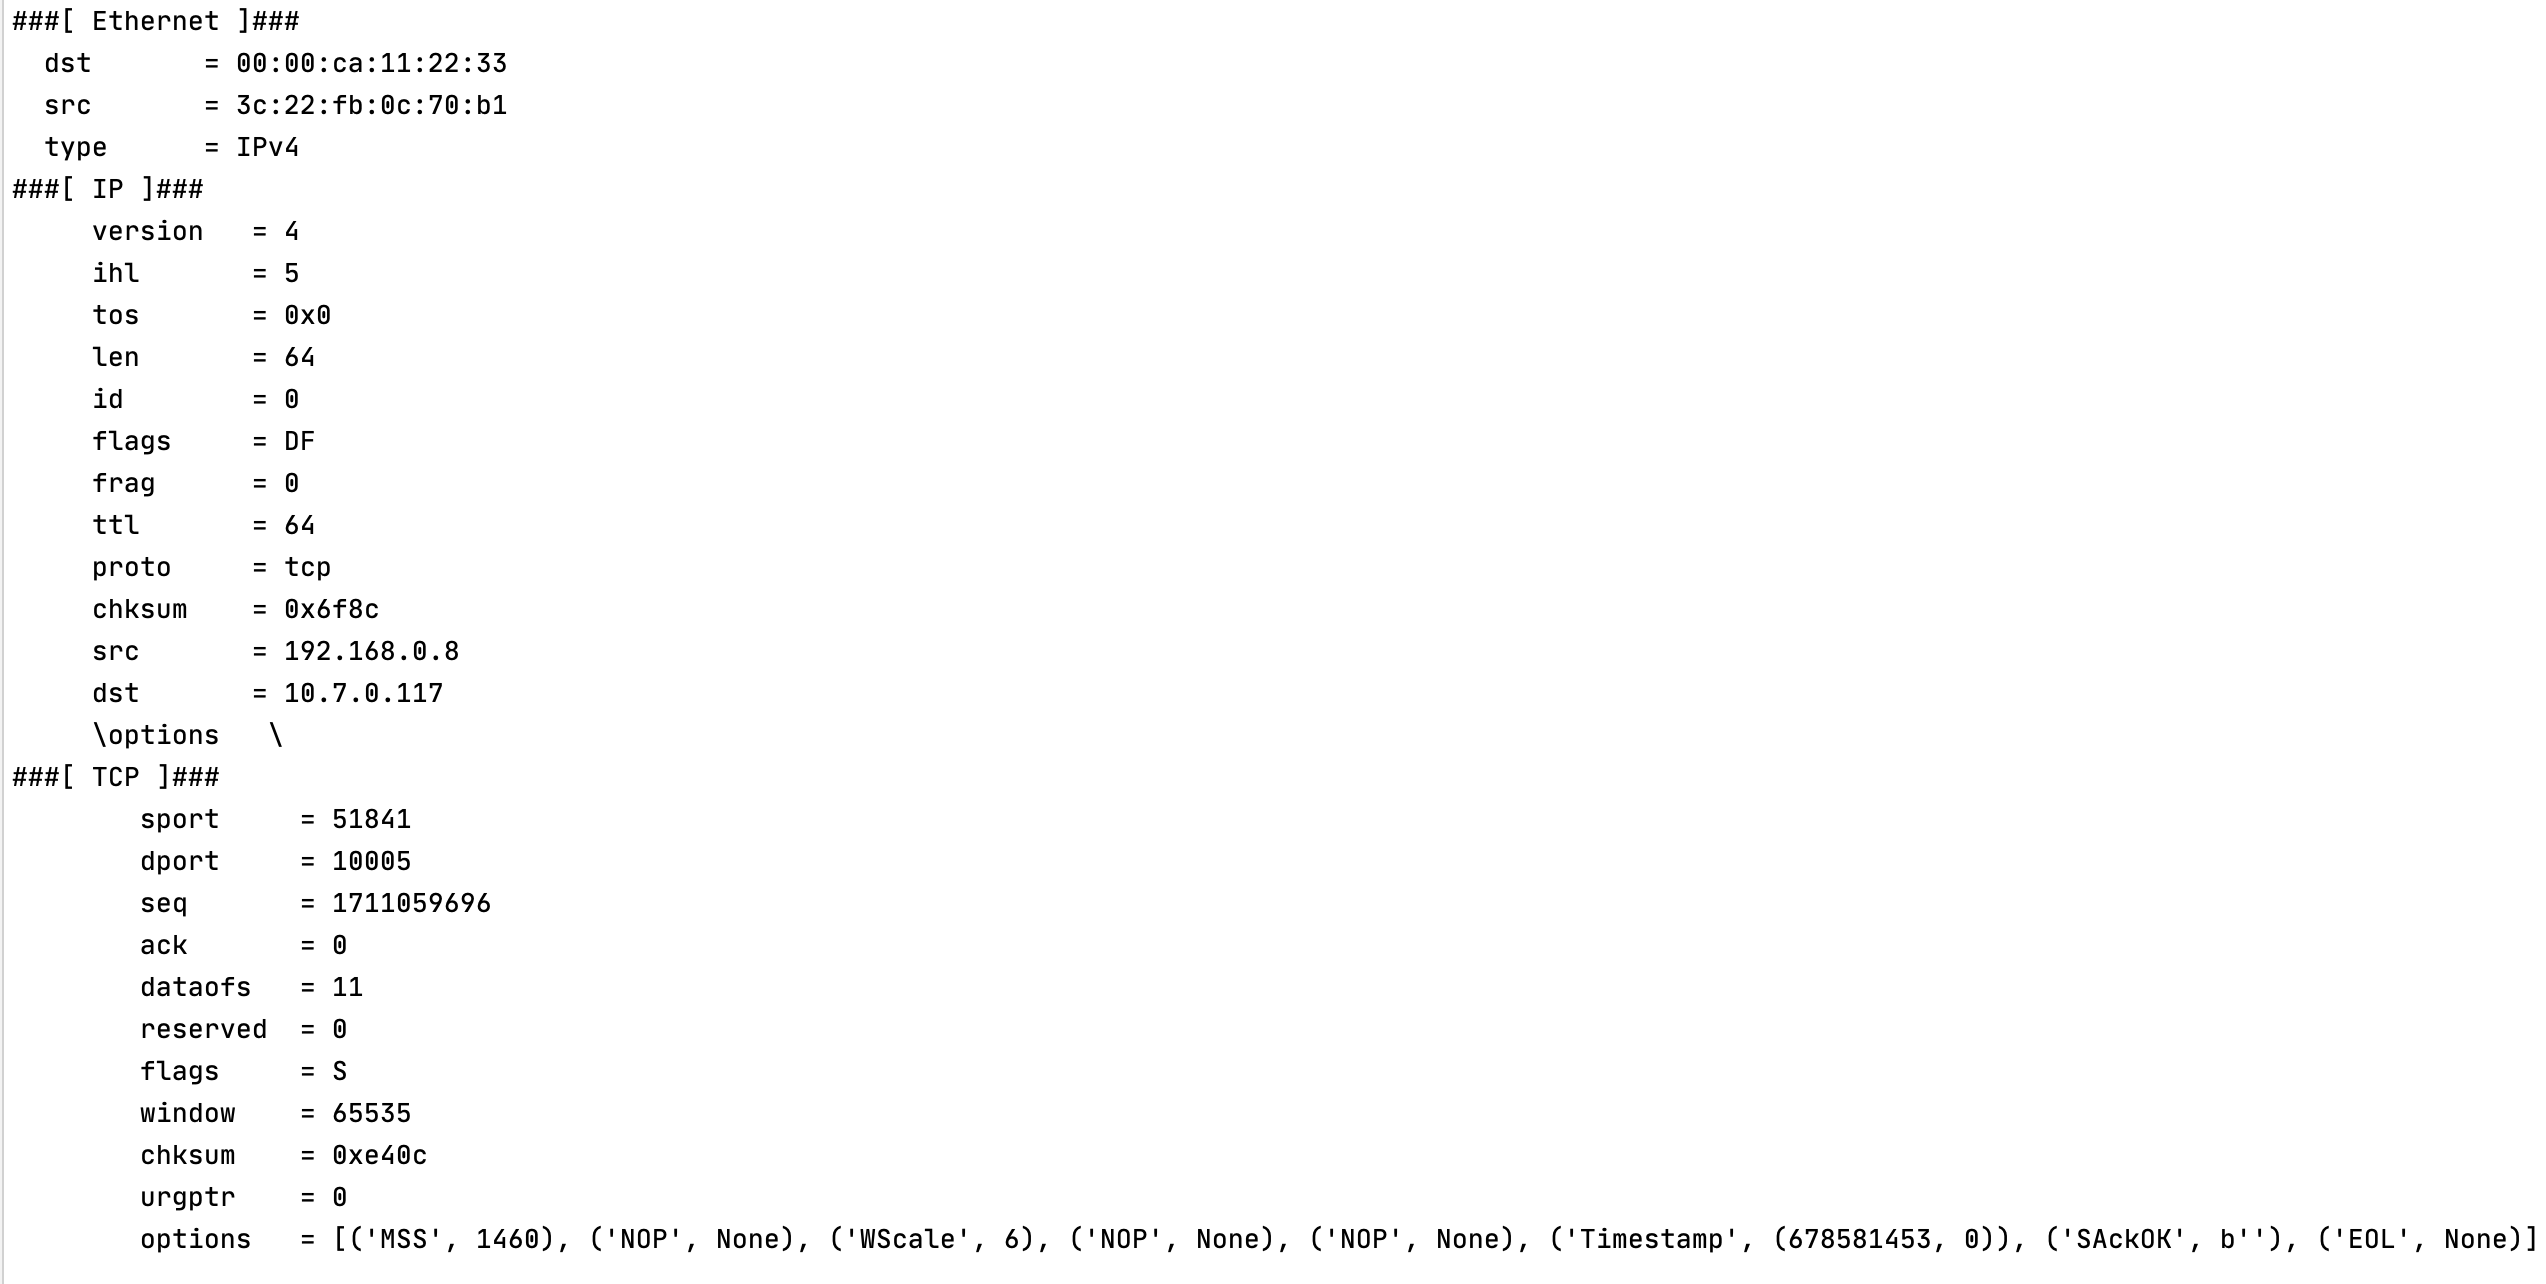 ###[ Ethernet ]###
  dst       = 00:00:ca:11:22:33
  src       = 3c:22:fb:0c:70:b1
  type      = IPv4
###[ IP ]###
     version   = 4
     ihl       = 5
     tos       = 0x0
     len       = 64
     id        = 0
     flags     = DF
     frag      = 0
     ttl       = 64
     proto     = tcp
     chksum    = 0x6f8c
     src       = 192.168.0.8
     dst       = 10.7.0.117
     \options   \
###[ TCP ]###
        sport     = 51841
        dport     = 10005
        seq       = 1711059696
        ack       = 0
        dataofs   = 11
        reserved  = 0
        flags     = S
        window    = 65535
        chksum    = 0xe40c
        urgptr    = 0
        options   = [('MSS', 1460), ('NOP', None), ('WScale', 6), ('NOP', None), ('NOP', None), ('Timestamp', (678581453, 0)), ('SAckOK', b''), ('EOL', None)]